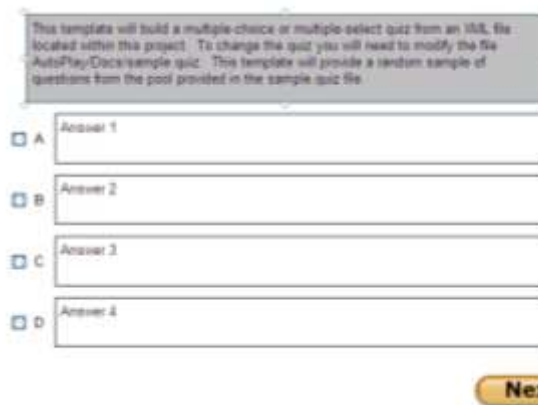 This template will build a multiple-choice or multiple-select quiz from an XML file
located within this project. To change the quiz you will need to modify the file
AutoPlay/Docs/sample quiz. This template will provide a random sample of
questions from the pool provided in the sample quiz file
A Answer 1
B Answer 2
C Answer 3
D Answer 4
Nex